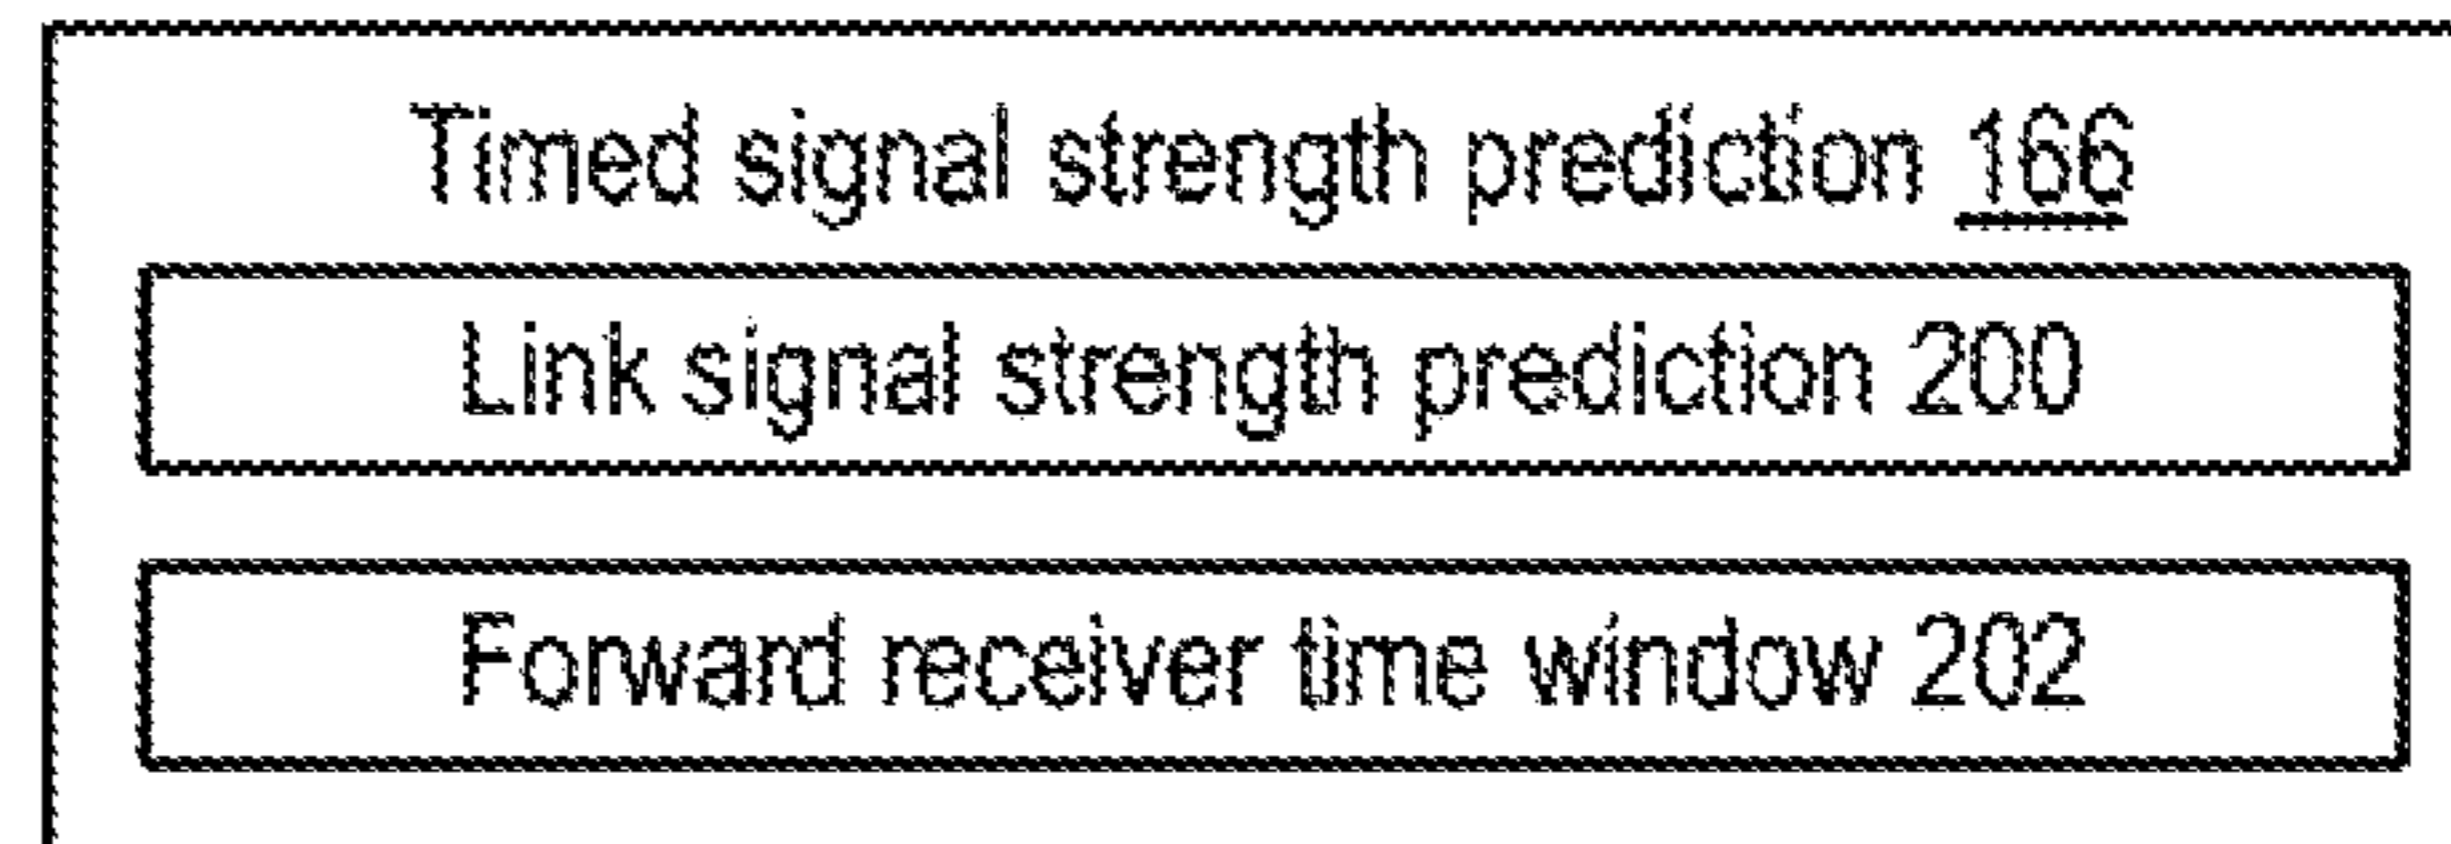 Timed signal strength prediction 166
Link signal strength prediction 200
Forward receiver time window 202